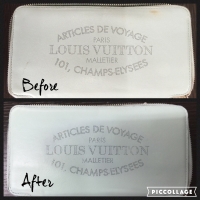 ARTICLES DE VOYAGE
PARIS
LOUIS VUITTON
MALLETIER
101, CHAMPS-ELYSEES
Before
ARTICLES DE VOYAGE
PARIS
LOUIS VUITTON
MALLETIER
101, CHAMPS-ELYSEES
After
PICCOLLAGE